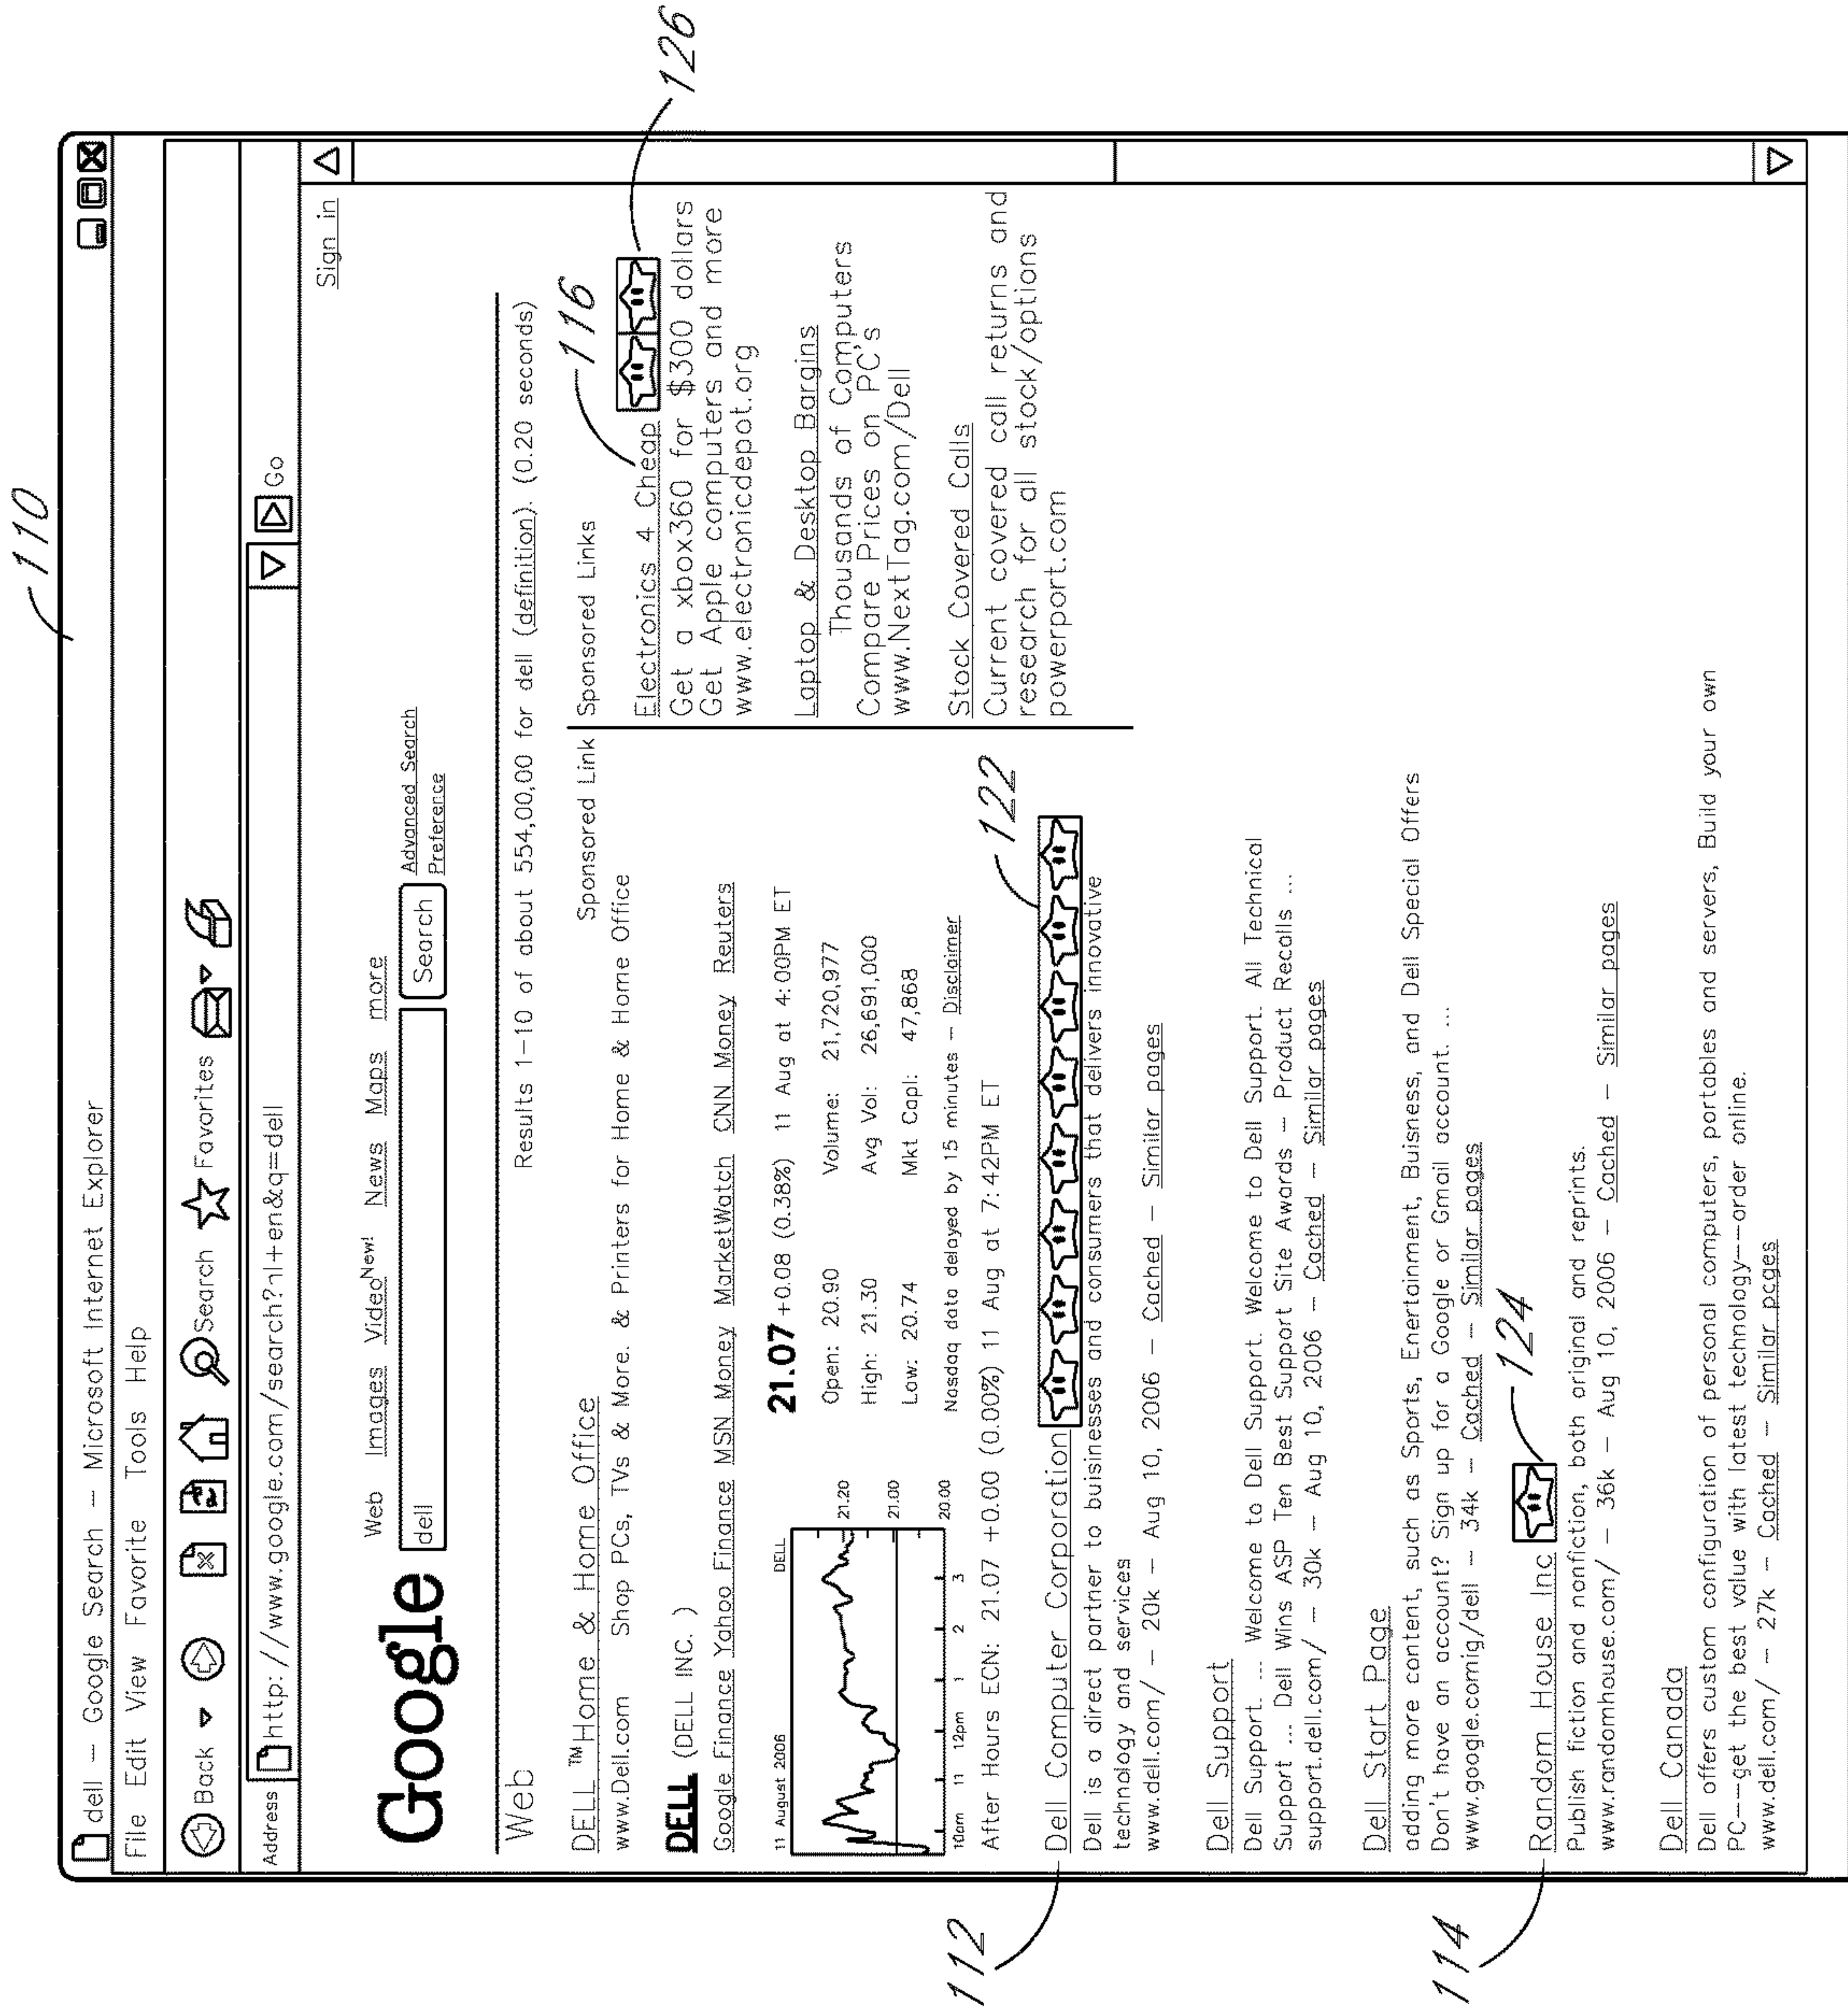 110
dell – Google Search – Microsoft Internet Explorer
File Edit View Favorite Tools Help
Back Search Favorites
Address http://www.google.com/search?hl+en&q=dell Go
Sign in
Google
Web Images Video New! News Maps more
dell Search
Advanced Search
Preference
Web Results 1–10 of about 554,00,00 for dell (definition). (0.20 seconds)
DELL™Home & Home Office Sponsored Link
www.Dell.com Shop PCs, TVs & More. & Printers for Home & Home Office
DELL (DELL INC. )
Google Finance Yahoo Finance MSN Money MarketWatch CNN Money Reuters
11 August 2006 DELL
21.20
21.00
20.00
10am 11 12pm 1 2 3
21.07 +0.08 (0.38%) 11 Aug at 4:00PM ET
Open: 20.90 Volume: 21,720,977
High: 21.30 Avg Vol: 26,691,000
Low: 20.74 Mkt Capl: 47,868
Nasdaq data delayed by 15 minutes – Disclaimer
After Hours ECN: 21.07 +0.00 (0.00%) 11 Aug at 7:42PM ET
112
122
Dell Computer Corporation
Dell is a direct partner to buisinesses and consumers that delivers innovative
technology and services
www.dell.com/ – 20k – Aug 10, 2006 – Cached – Similar pages
Dell Support
Dell Support ... Welcome to Dell Support. Welcome to Dell Support. All Technical
Support ... Dell Wins ASP Ten Best Support Site Awards – Product Recalls ...
support.dell.com/ – 30k – Aug 10, 2006 – Cached – Similar pages
Dell Start Page
adding more content, such as Sports, Enertainment, Buisness, and Dell Special Offers
Don't have an account? Sign up for a Google or Gmail account. ...
www.google.comig/dell – 34k – Cached – Similar pages
114
124
Random House Inc
Publish fiction and nonfiction, both original and reprints.
www.randomhouse.com/ – 36k – Aug 10, 2006 – Cached – Similar pages
Dell Canada
Dell offers custom configuration of personal computers, portables and servers, Build your own
PC––get the best value with latest technology––order online.
www.dell.com/ – 27k – Cached – Similar pages
Sponsored Links
116
126
Electronics 4 Cheap
Get a xbox360 for $300 dollars
Get Apple computers and more
www.electronicdepot.org
Laptop & Desktop Bargins
Thousands of Computers
Compare Prices on PC's
www.NextTag.com/Dell
Stock Covered Calls
Current covered call returns and
research for all stock/options
powerport.com